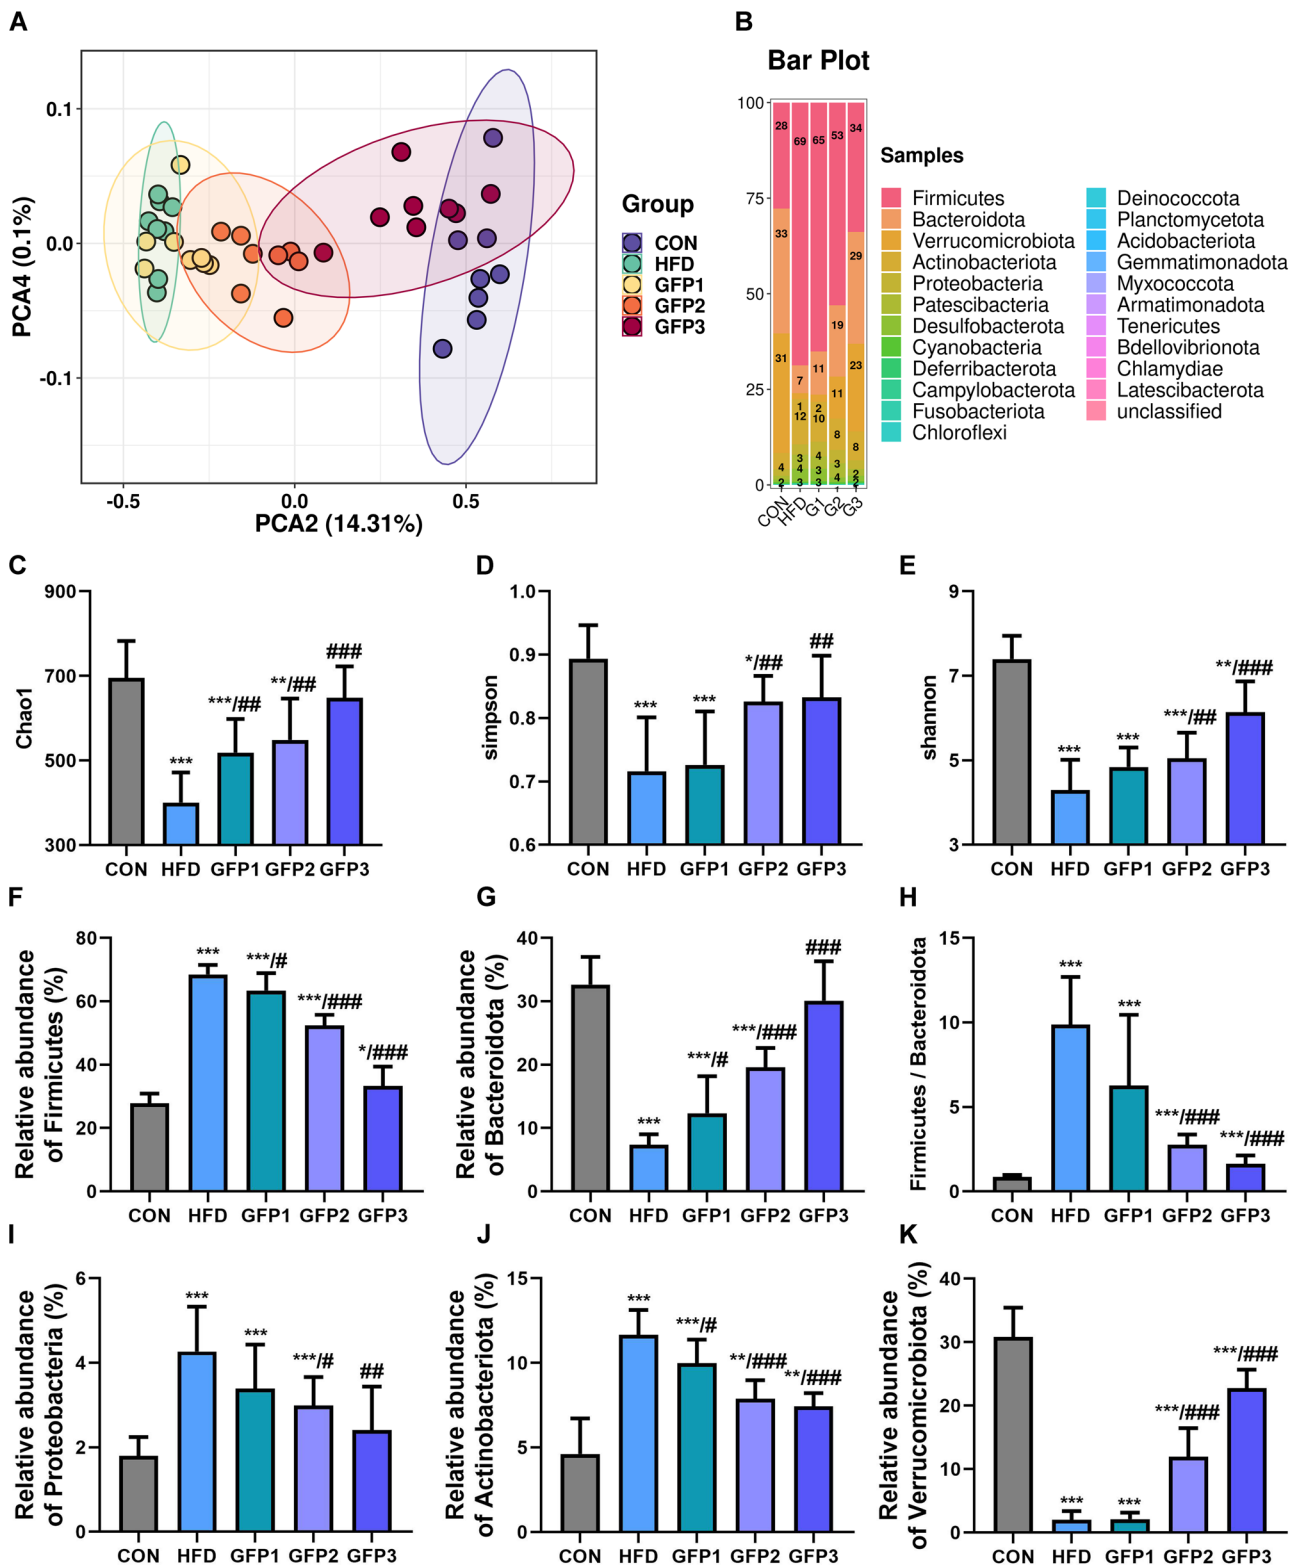 A
PCA4 (0.1%)
0.1
0.0
-0.1
-0.5
0.0
0.5
PCA2 (14.31%)
Group
CON
HFD
GFP1
GFP2
GFP3
B
Bar Plot
100
75
50
25
0
28
33
31
4
2
69
7
1
12
3
4
3
65
11
2
10
4
3
3
53
19
11
8
3
4
34
29
23
8
2
2
CON
HFD
G1
G2
G3
Samples
Firmicutes
Bacteroidota
Verrucomicrobiota
Actinobacteriota
Proteobacteria
Patescibacteria
Desulfobacterota
Cyanobacteria
Deferribacterota
Campylobacterota
Fusobacteriota
Chloroflexi
Deinococcota
Planctomycetota
Acidobacteriota
Gemmatimonadota
Myxococcota
Armatimonadota
Tenericutes
Bdellovibrionota
Chlamydiae
Latescibacterota
unclassified
C
Chao1
900
700
500
300
***
***/##
**/##
###
CON HFD GFP1 GFP2 GFP3
D
simpson
1.0
0.9
0.8
0.7
0.6
***
***
*/##
##
CON HFD GFP1 GFP2 GFP3
E
shannon
9
7
5
3
***
***
***/##
**/###
CON HFD GFP1 GFP2 GFP3
F
Relative abundance
of Firmicutes (%)
80
60
40
20
0
***
***/#
***/###
*/###
CON HFD GFP1 GFP2 GFP3
G
Relative abundance
of Bacteroidota (%)
40
30
20
10
0
***
***/#
***/###
###
CON HFD GFP1 GFP2 GFP3
H
Firmicutes / Bacteroidota
15
10
5
0
***
***
***/###
***/###
CON HFD GFP1 GFP2 GFP3
I
Relative abundance
of Proteobacteria (%)
6
4
2
0
***
***
***/#
##
CON HFD GFP1 GFP2 GFP3
J
Relative abundance
of Actinobacteriota (%)
15
10
5
0
***
***/#
**/###
**/###
CON HFD GFP1 GFP2 GFP3
K
Relative abundance
of Verrucomicrobiota (%)
40
30
20
10
0
***
***
***/###
***/###
CON HFD GFP1 GFP2 GFP3